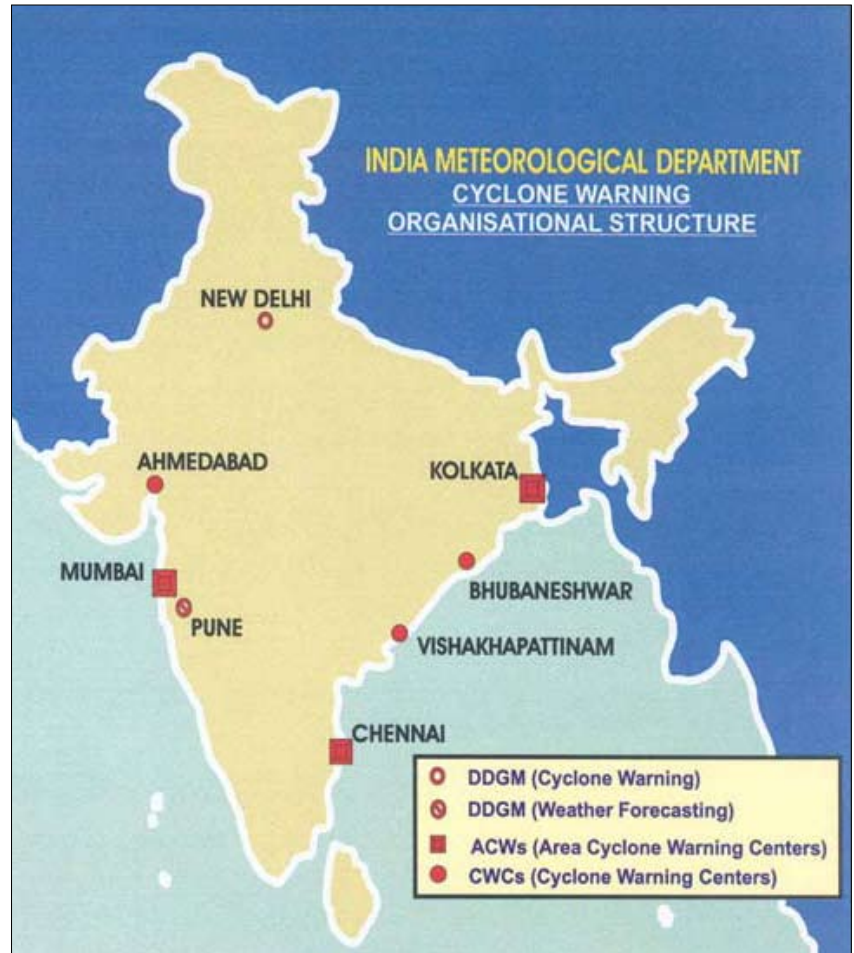 INDIA METEOROLOGICAL DEPARTMENT
CYCLONE WARNING
ORGANISATIONAL STRUCTURE
NEW DELHI
AHMEDABAD
KOLKATA
MUMBAI
BHUBANESHWAR
PUNE
VISHAKHAPATTINAM
CHENNAI
DDGM (Cyclone Warning)
DDGM (Weather Forecasting)
ACWs (Area Cyclone Warning Centers)
CWCs (Cyclone Warning Centers)